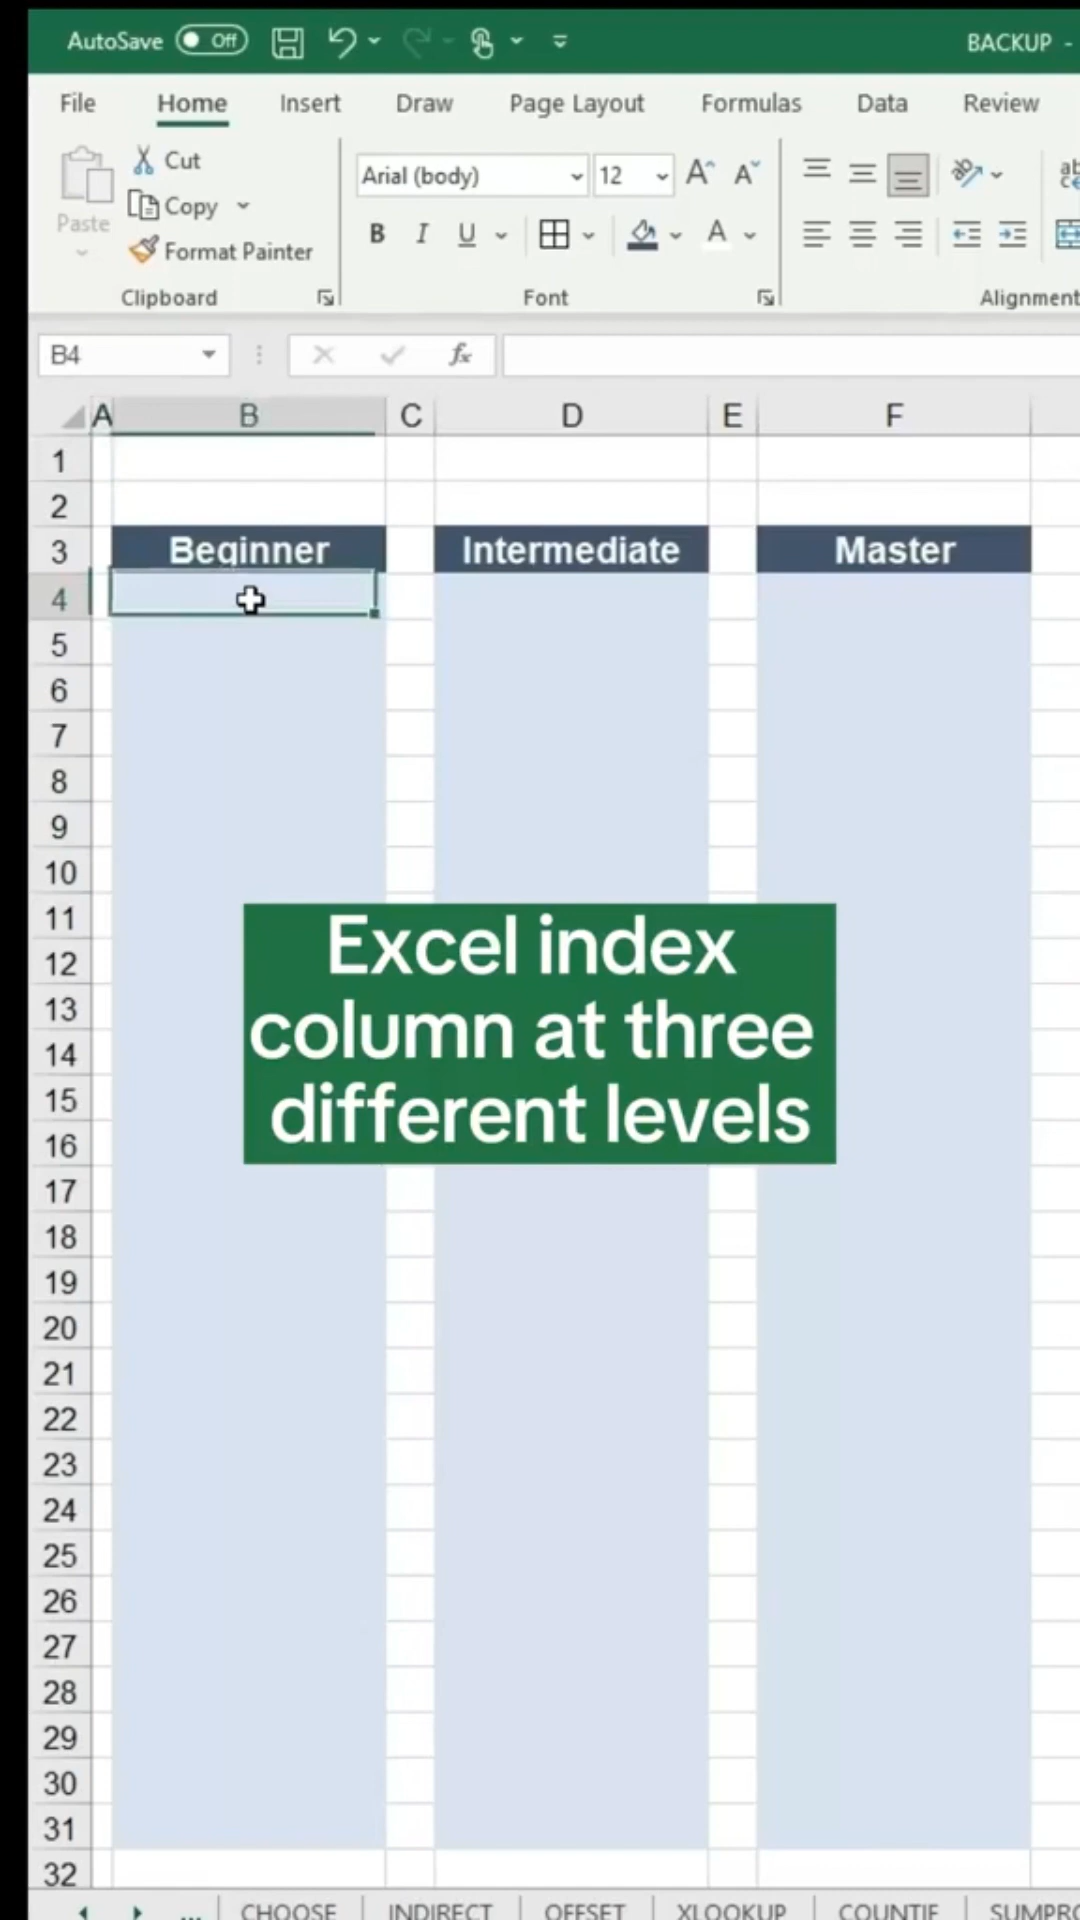 AutoSave Off BACKUP -
File Home Insert Draw Page Layout Formulas Data Review
Paste
Cut
Copy
Format Painter
Clipboard
Arial (body) 12 A A
B I U A
Font
ab
Alignment
B4 fx
A B C D E F
1
2
3 Beginner Intermediate Master
4
5
6
7
8
9
10
11
12
13
14
15
16
17
18
19
20
21
22
23
24
25
26
27
28
29
30
31
32
Excel index
column at three
different levels
... CHOOSE INDIRECT OFFSET XLOOKUP COUNTIF SUMPRO